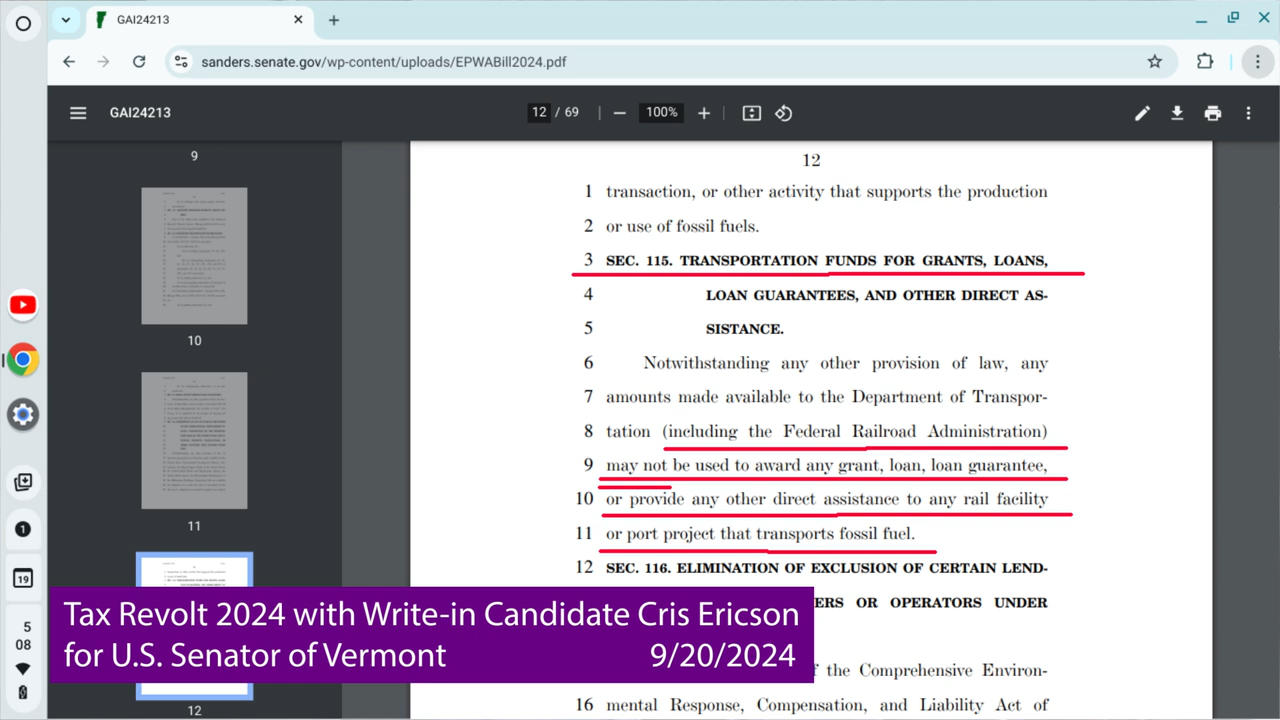 GAI24213
sanders.senate.gov/wp-content/uploads/EPWABill2024.pdf
GAI24213
12 / 69
100%
9
10
11
12
12
1 transaction, or other activity that supports the production
2 or use of fossil fuels.
3 SEC. 115. TRANSPORTATION FUNDS FOR GRANTS, LOANS,
4 LOAN GUARANTEES, AND OTHER DIRECT AS-
5 SISTANCE.
6 Notwithstanding any other provision of law, any
7 amounts made available to the Department of Transpor-
8 tation (including the Federal Railroad Administration)
9 may not be used to award any grant, loan, loan guarantee,
10 or provide any other direct assistance to any rail facility
11 or port project that transports fossil fuel.
12 SEC. 116. ELIMINATION OF EXCLUSION OF CERTAIN LEND-
ERS OR OPERATORS UNDER
f the Comprehensive Environ-
16 mental Response, Compensation, and Liability Act of
Tax Revolt 2024 with Write-in Candidate Cris Ericson
for U.S. Senator of Vermont 9/20/2024
1
19
5
08